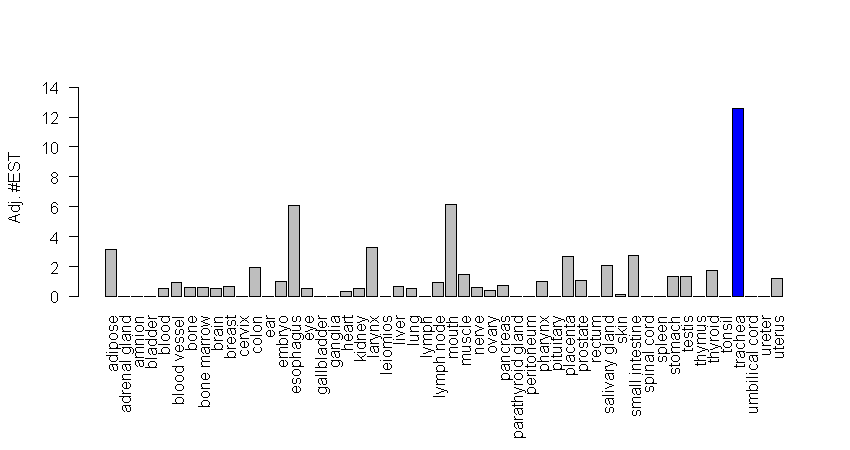 14
12
10
8
6
4
2
0
Adj. #EST
adipose
adrenal gland
amnion
bladder
blood
blood vessel
bone
bone marrow
brain
breast
cervix
colon
ear
embryo
esophagus
eye
gallbladder
ganglia
heart
kidney
larynx
leiomios
liver
lung
lymph
lymph node
mouth
muscle
nerve
ovary
pancreas
parathyroid gland
peritoneum
pharynx
pituitary
placenta
prostate
rectum
salivary gland
skin
small intestine
spinal cord
spleen
stomach
testis
thymus
thyroid
tonsil
trachea
umbilical cord
ureter
uterus